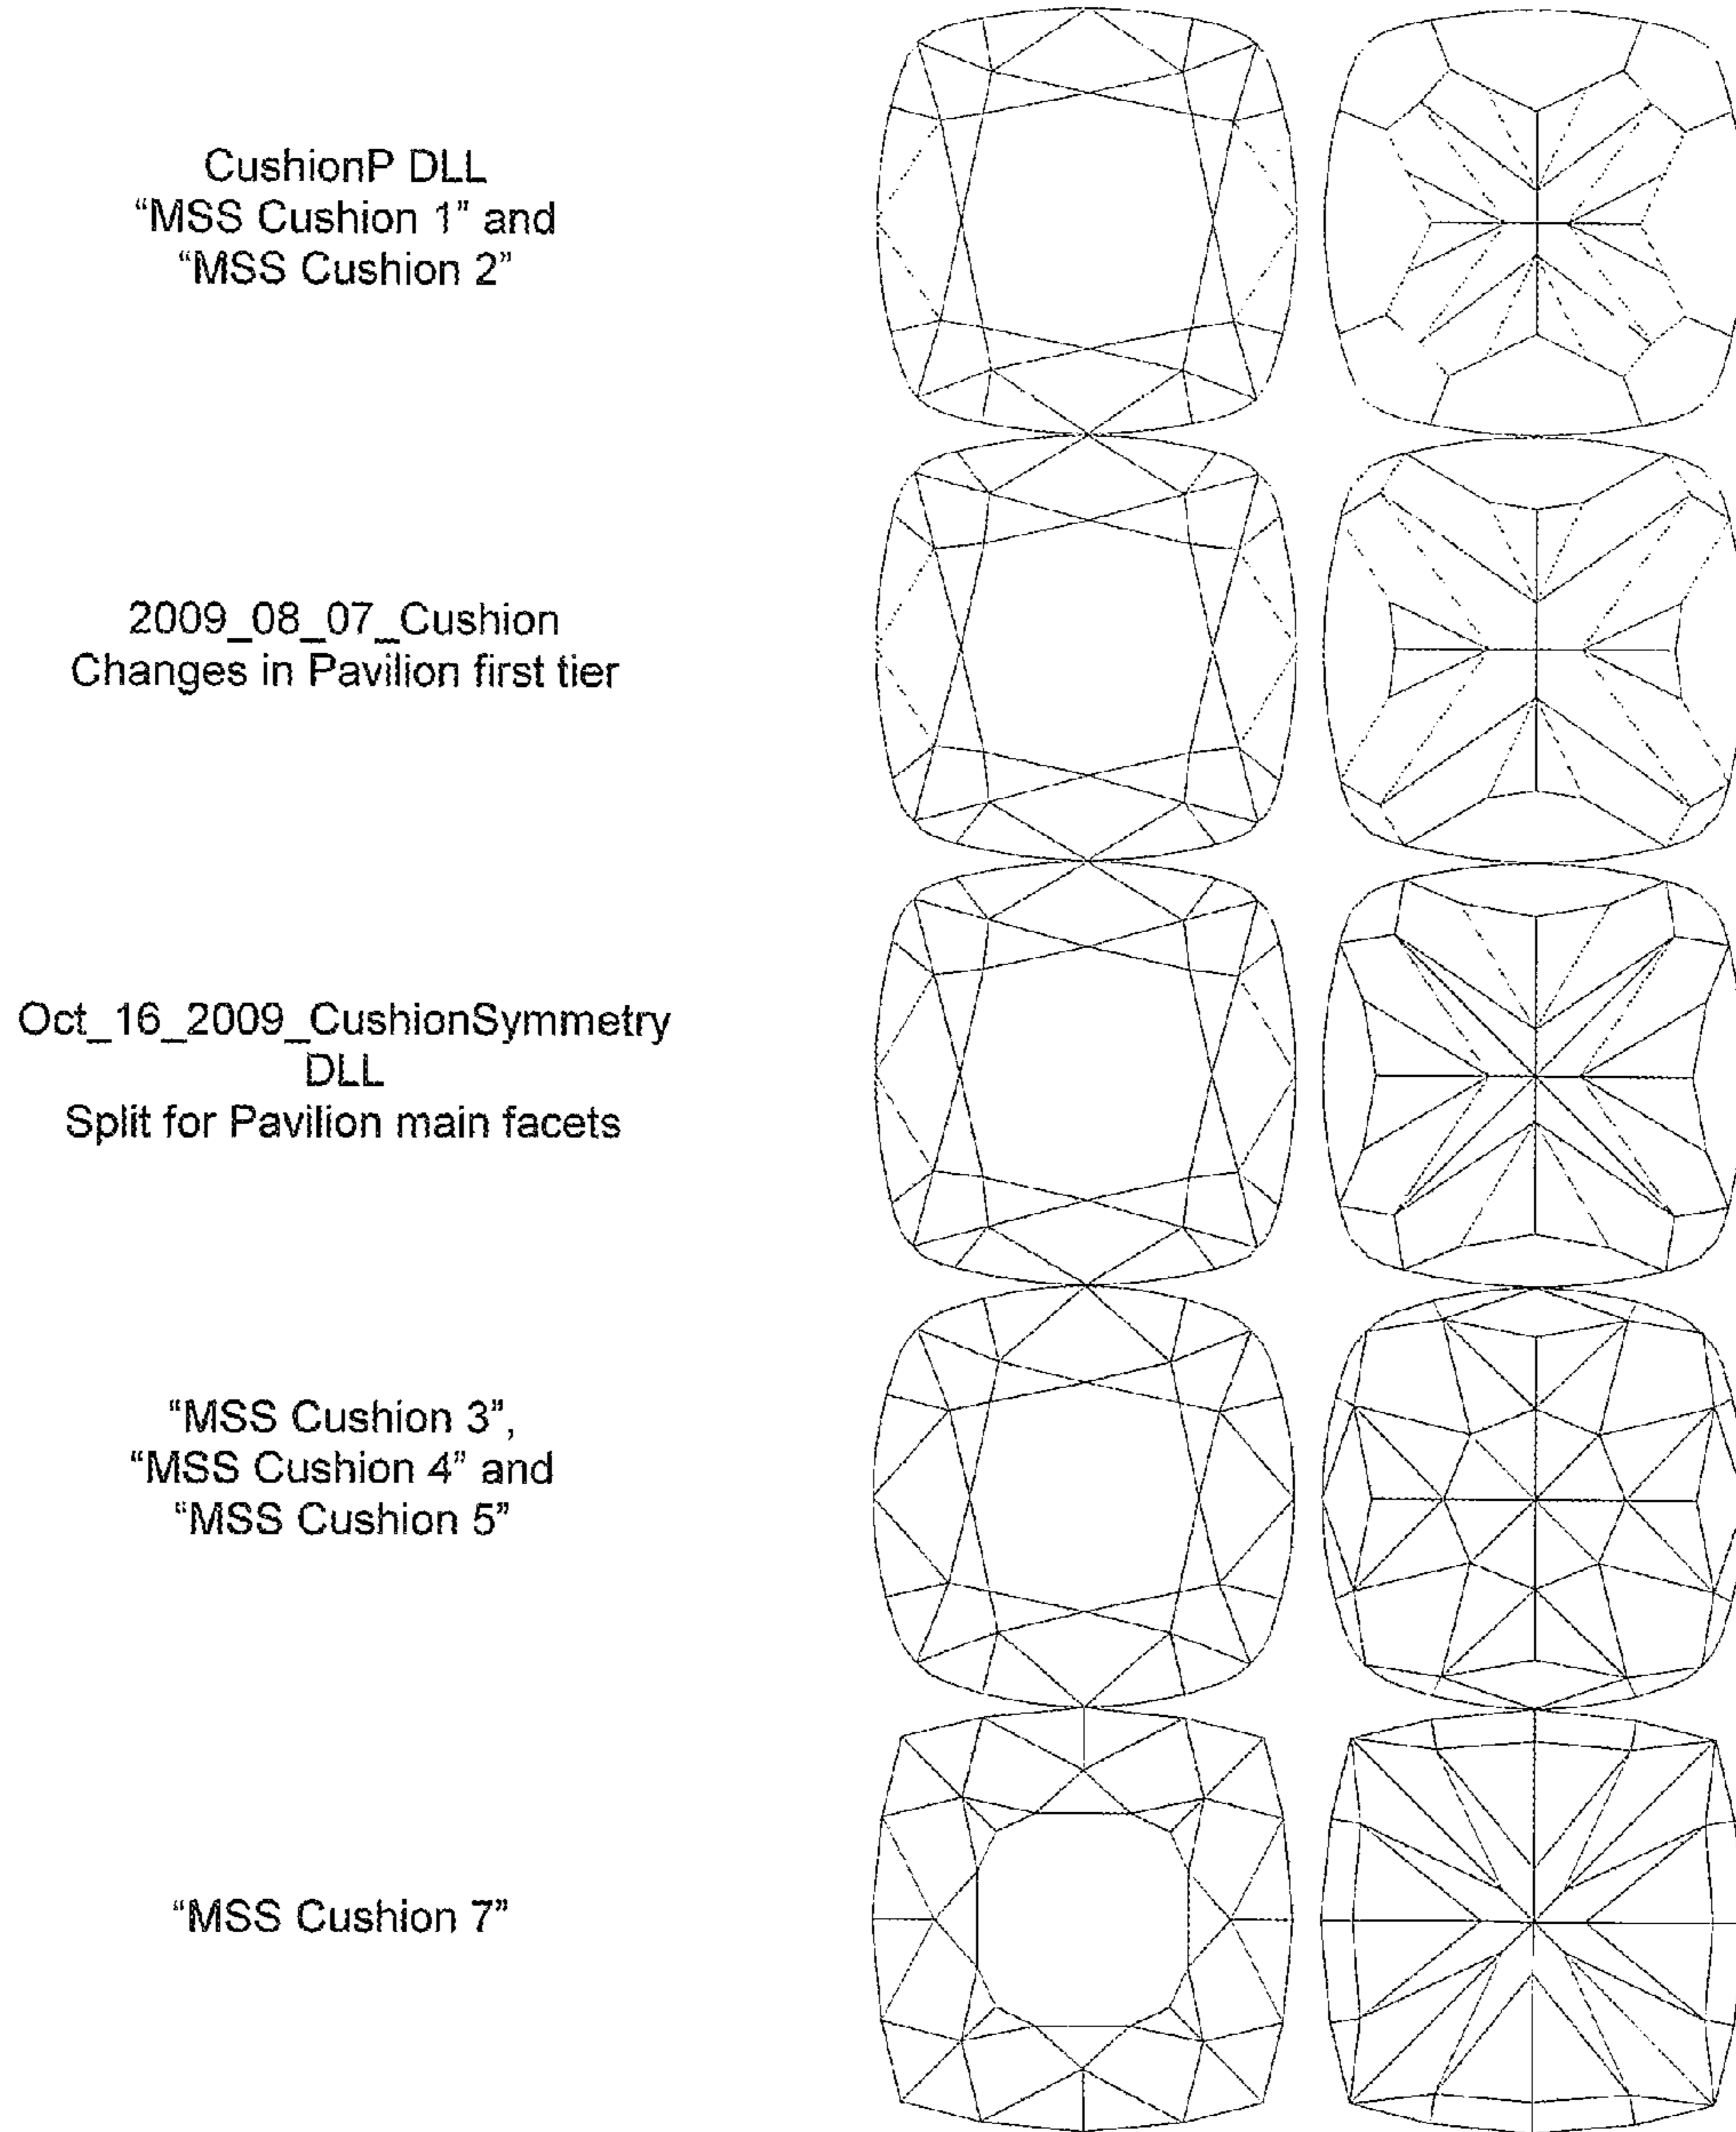 CushionP DLL
“MSS Cushion 1” and
“MSS Cushion 2”
2009_08_07_Cushion
Changes in Pavilion first tier
Oct_16_2009_CushionSymmetry
DLL
Split for Pavilion main facets
“MSS Cushion 3”,
“MSS Cushion 4” and
“MSS Cushion 5”
“MSS Cushion 7”